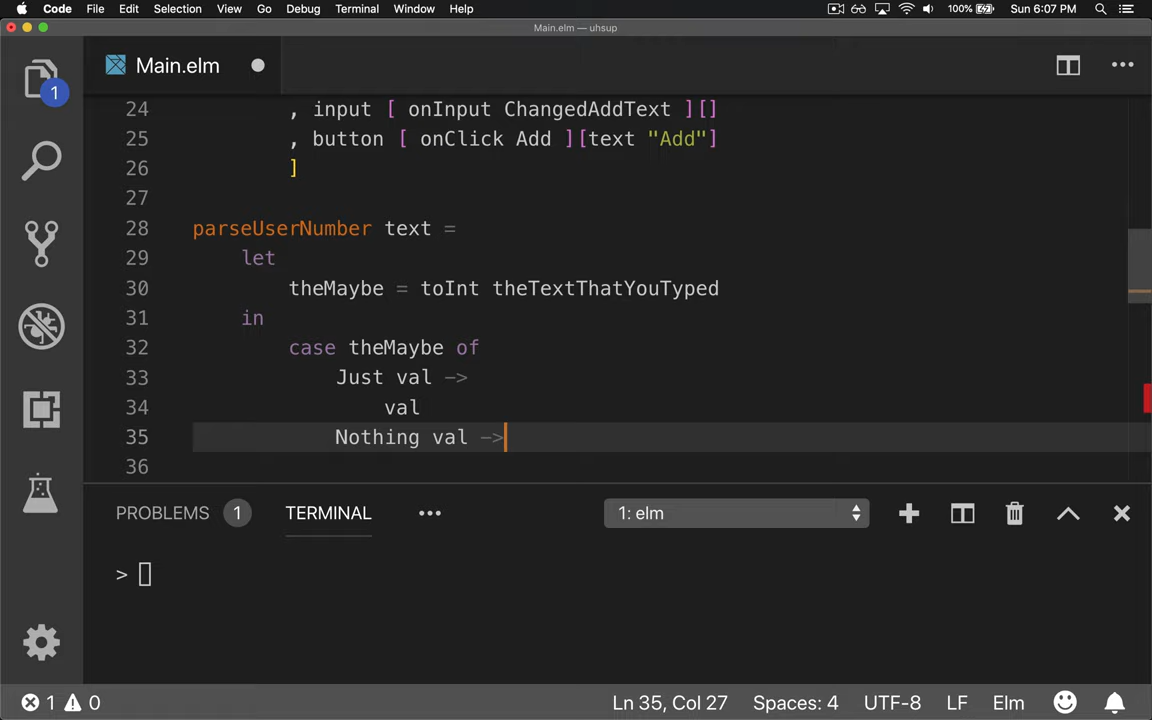 Code File Edit Selection View Go Debug Terminal Window Help 100% Sun 6:07 PM
Main.elm — uhsup
1 Main.elm
24 , input [ onInput ChangedAddText ][]
25 , button [ onClick Add ][text "Add"]
26 ]
27
28 parseUserNumber text =
29 let
30 theMaybe = toInt theTextThatYouTyped
31 in
32 case theMaybe of
33 Just val ->
34 val
35 Nothing val ->
36
PROBLEMS 1 TERMINAL 1: elm
>
1 0 Ln 35, Col 27 Spaces: 4 UTF-8 LF Elm